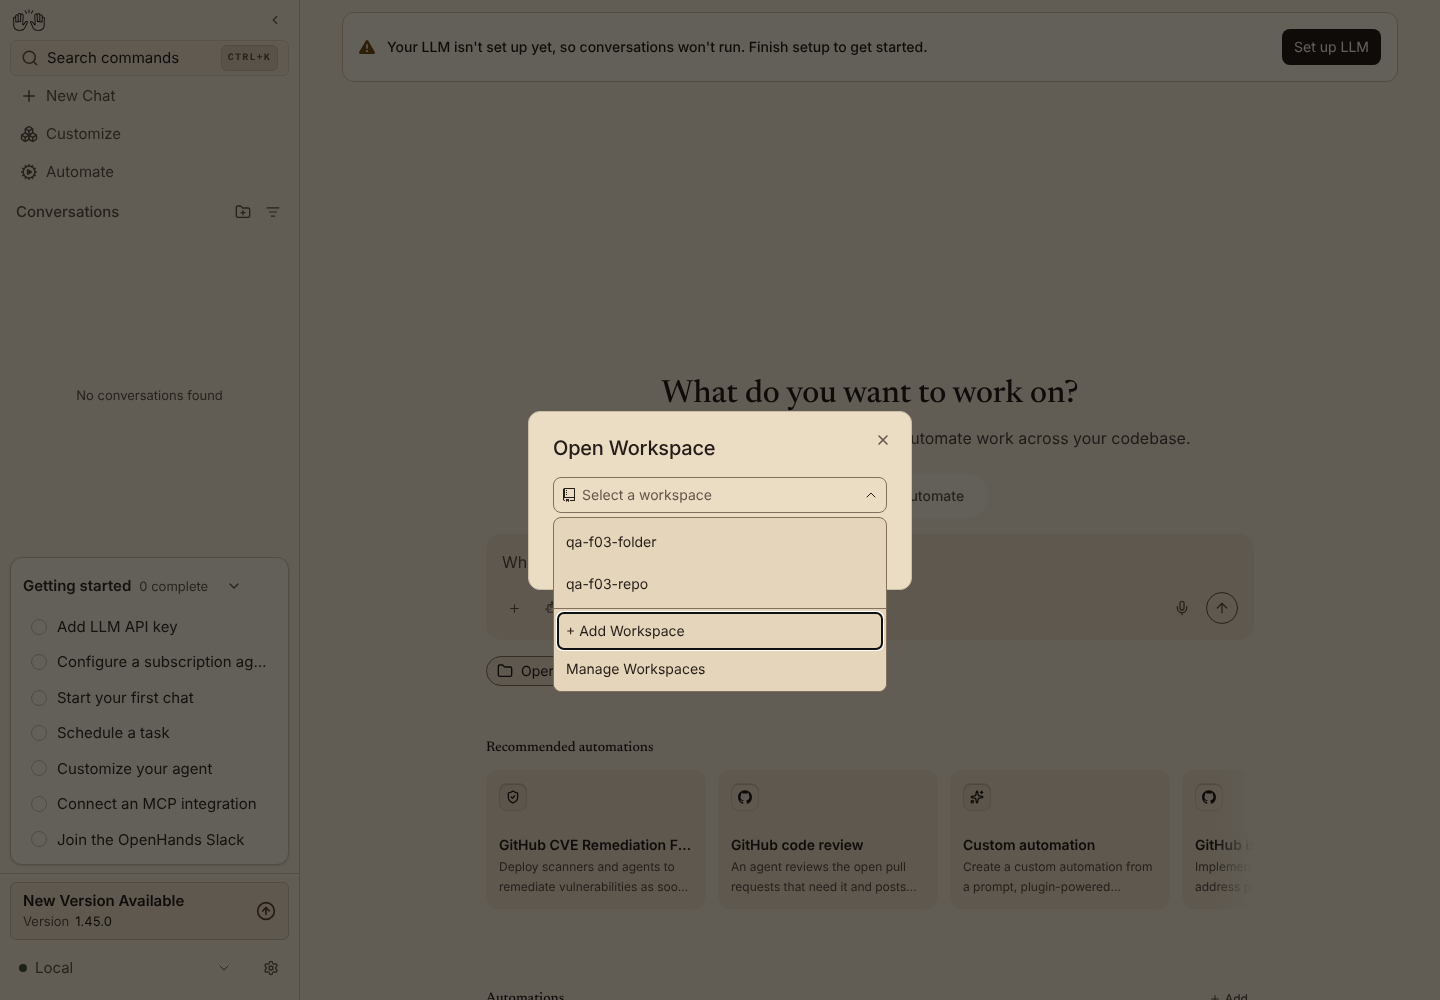 Search commands
CTRL+K
New Chat
Customize
Automate
Conversations
No conversations found
Getting started 0 complete
Add LLM API key
Configure a subscription ag...
Start your first chat
Schedule a task
Customize your agent
Connect an MCP integration
Join the OpenHands Slack
New Version Available
Version 1.45.0
Local
Your LLM isn't set up yet, so conversations won't run. Finish setup to get started.
Set up LLM
What do you want to work on?
automate work across your codebase.
Open Workspace
Select a workspace
qa-f03-folder
qa-f03-repo
+ Add Workspace
Manage Workspaces
Recommended automations
GitHub CVE Remediation F...
Deploy scanners and agents to
remediate vulnerabilities as soo...
GitHub code review
An agent reviews the open pull
requests that need it and posts...
Custom automation
Create a custom automation from
a prompt, plugin-powered...
GitHub
address
Automations
+ Add